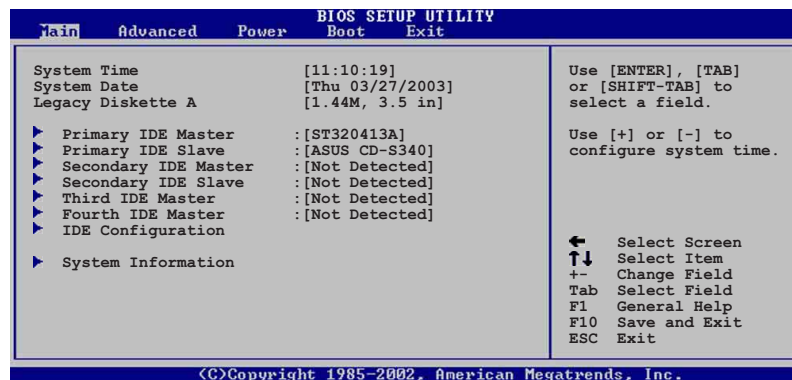 BIOS SETUP UTILITY
Main Advanced Power Boot Exit
System Time [11:10:19]
System Date [Thu 03/27/2003]
Legacy Diskette A [1.44M, 3.5 in]
Primary IDE Master :[ST320413A]
Primary IDE Slave :[ASUS CD-S340]
Secondary IDE Master :[Not Detected]
Secondary IDE Slave :[Not Detected]
Third IDE Master :[Not Detected]
Fourth IDE Master :[Not Detected]
IDE Configuration
System Information
Use [ENTER], [TAB]
or [SHIFT-TAB] to
select a field.
Use [+] or [-] to
configure system time.
← Select Screen
↑↓ Select Item
+- Change Field
Tab Select Field
F1 General Help
F10 Save and Exit
ESC Exit
(C)Copyright 1985-2002, American Megatrends, Inc.